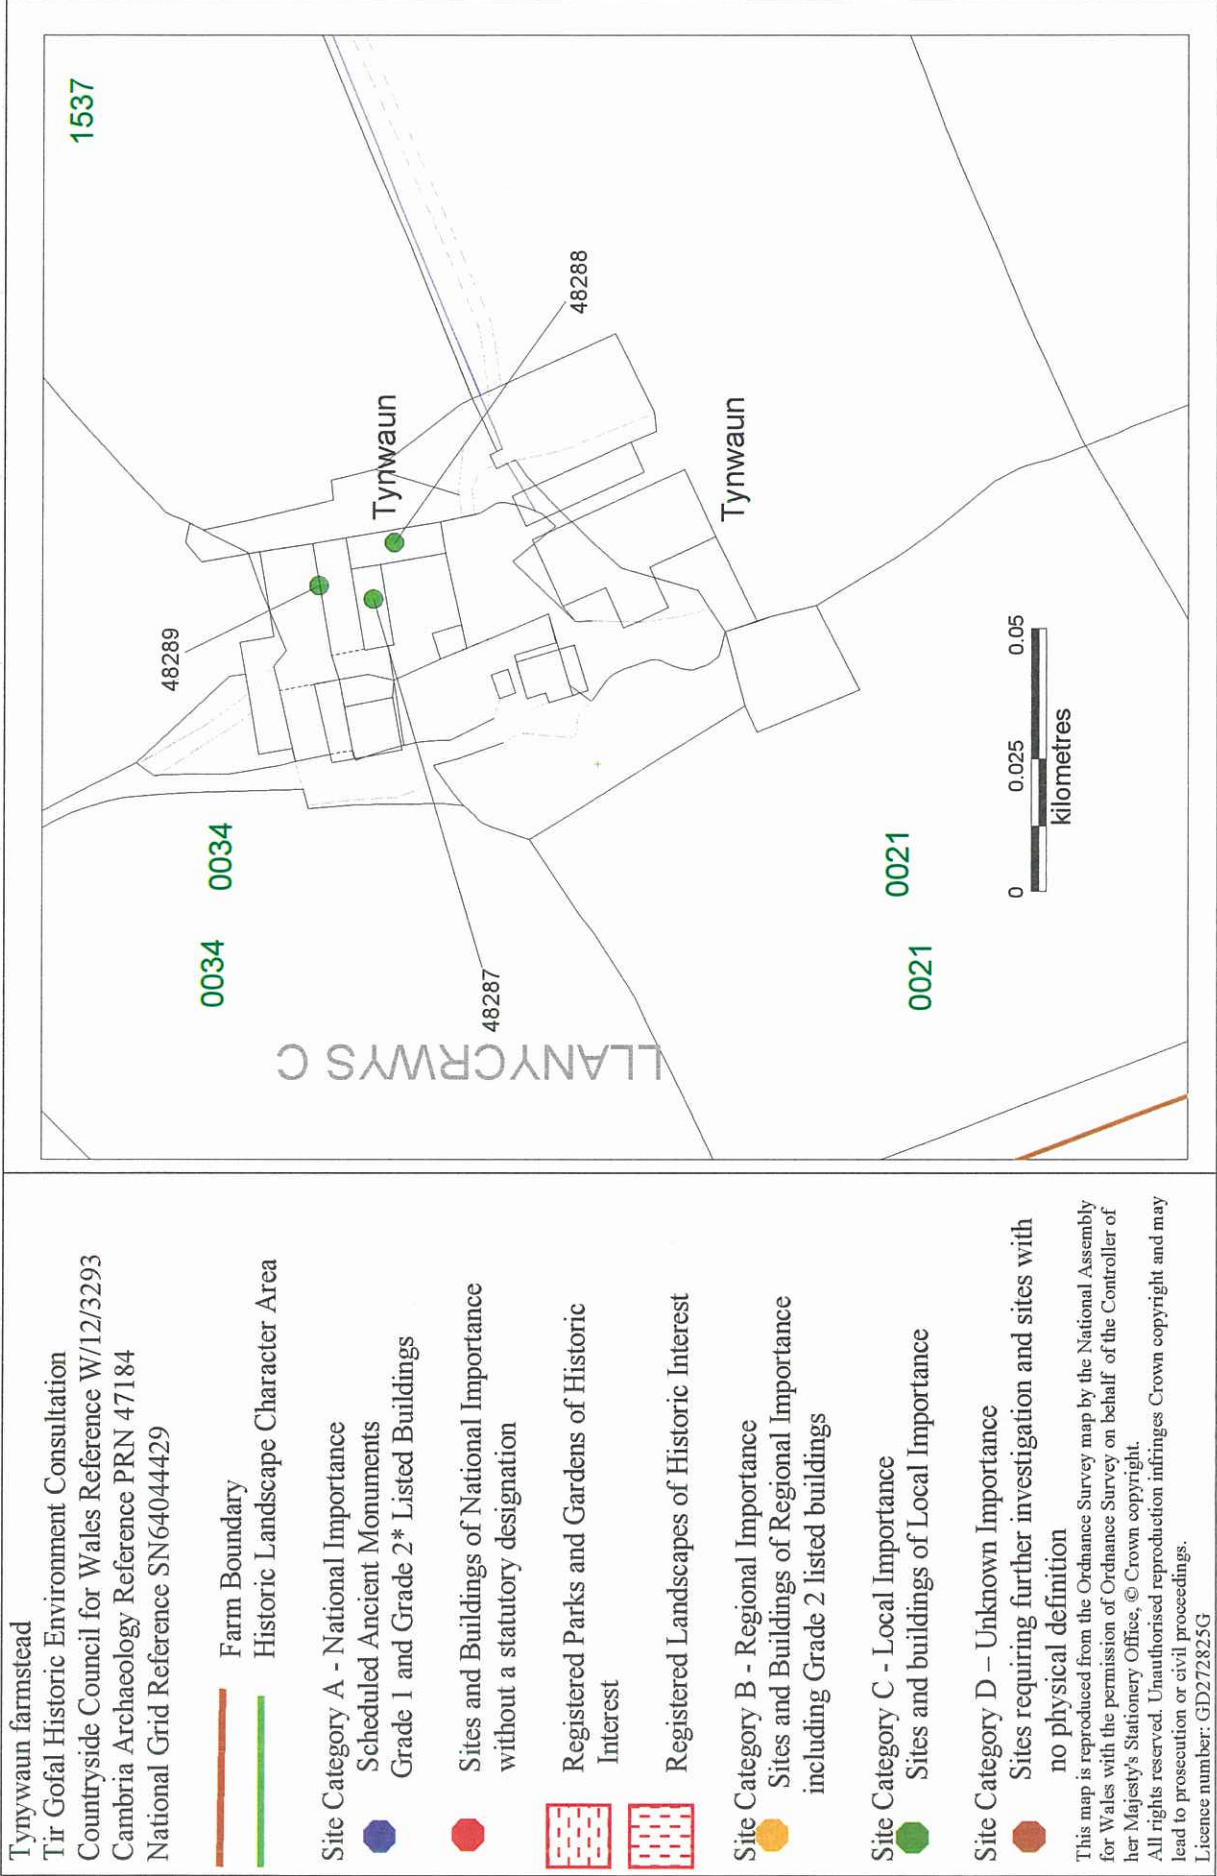 Tynywaun farmstead
Tir Gofal Historic Environment Consultation
Countryside Council for Wales Reference W/12/3293
Cambria Archaeology Reference PRN 47184
National Grid Reference SN64044429
Farm Boundary
Historic Landscape Character Area
Site Category A - National Importance
Scheduled Ancient Monuments
Grade 1 and Grade 2* Listed Buildings
Sites and Buildings of National Importance
without a statutory designation
Registered Parks and Gardens of Historic
Interest
Registered Landscapes of Historic Interest
Site Category B - Regional Importance
Sites and Buildings of Regional Importance
including Grade 2 listed buildings
Site Category C - Local Importance
Sites and buildings of Local Importance
Site Category D – Unknown Importance
Sites requiring further investigation and sites with
no physical definition
This map is reproduced from the Ordnance Survey map by the National Assembly
for Wales with the permission of Ordnance Survey on behalf of the Controller of
her Majesty's Stationery Office, © Crown copyright.
All rights reserved. Unauthorised reproduction infringes Crown copyright and may
lead to prosecution or civil proceedings.
Licence number: GD272825G
1537
0034 0034
48289
48288
Tynwaun
48287
LLANYCRWYS C
Tynwaun
0021
0021
0 0.025 0.05
kilometres